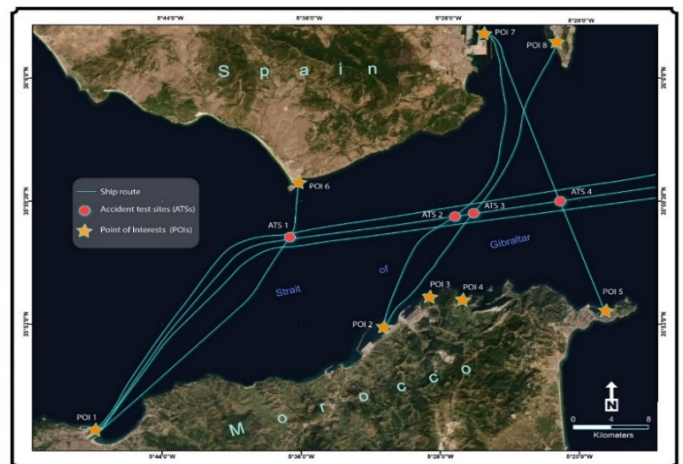 5°44'0"W 5°36'0"W 5°28'0"W 5°20'0"W
POI 7
POI 8
Spain
POI 6
Ship route
Accident test sites (ATSs)
Point of Interests (POIs)
ATS 4
ATS 2
ATS 3
ATS 1
Gibraltar
of
Strait
POI 3
POI 4
POI 5
POI 2
Morocco
POI 1
N
0 4 8
Kilometers
5°44'0"W 5°36'0"W 5°28'0"W 5°20'0"W